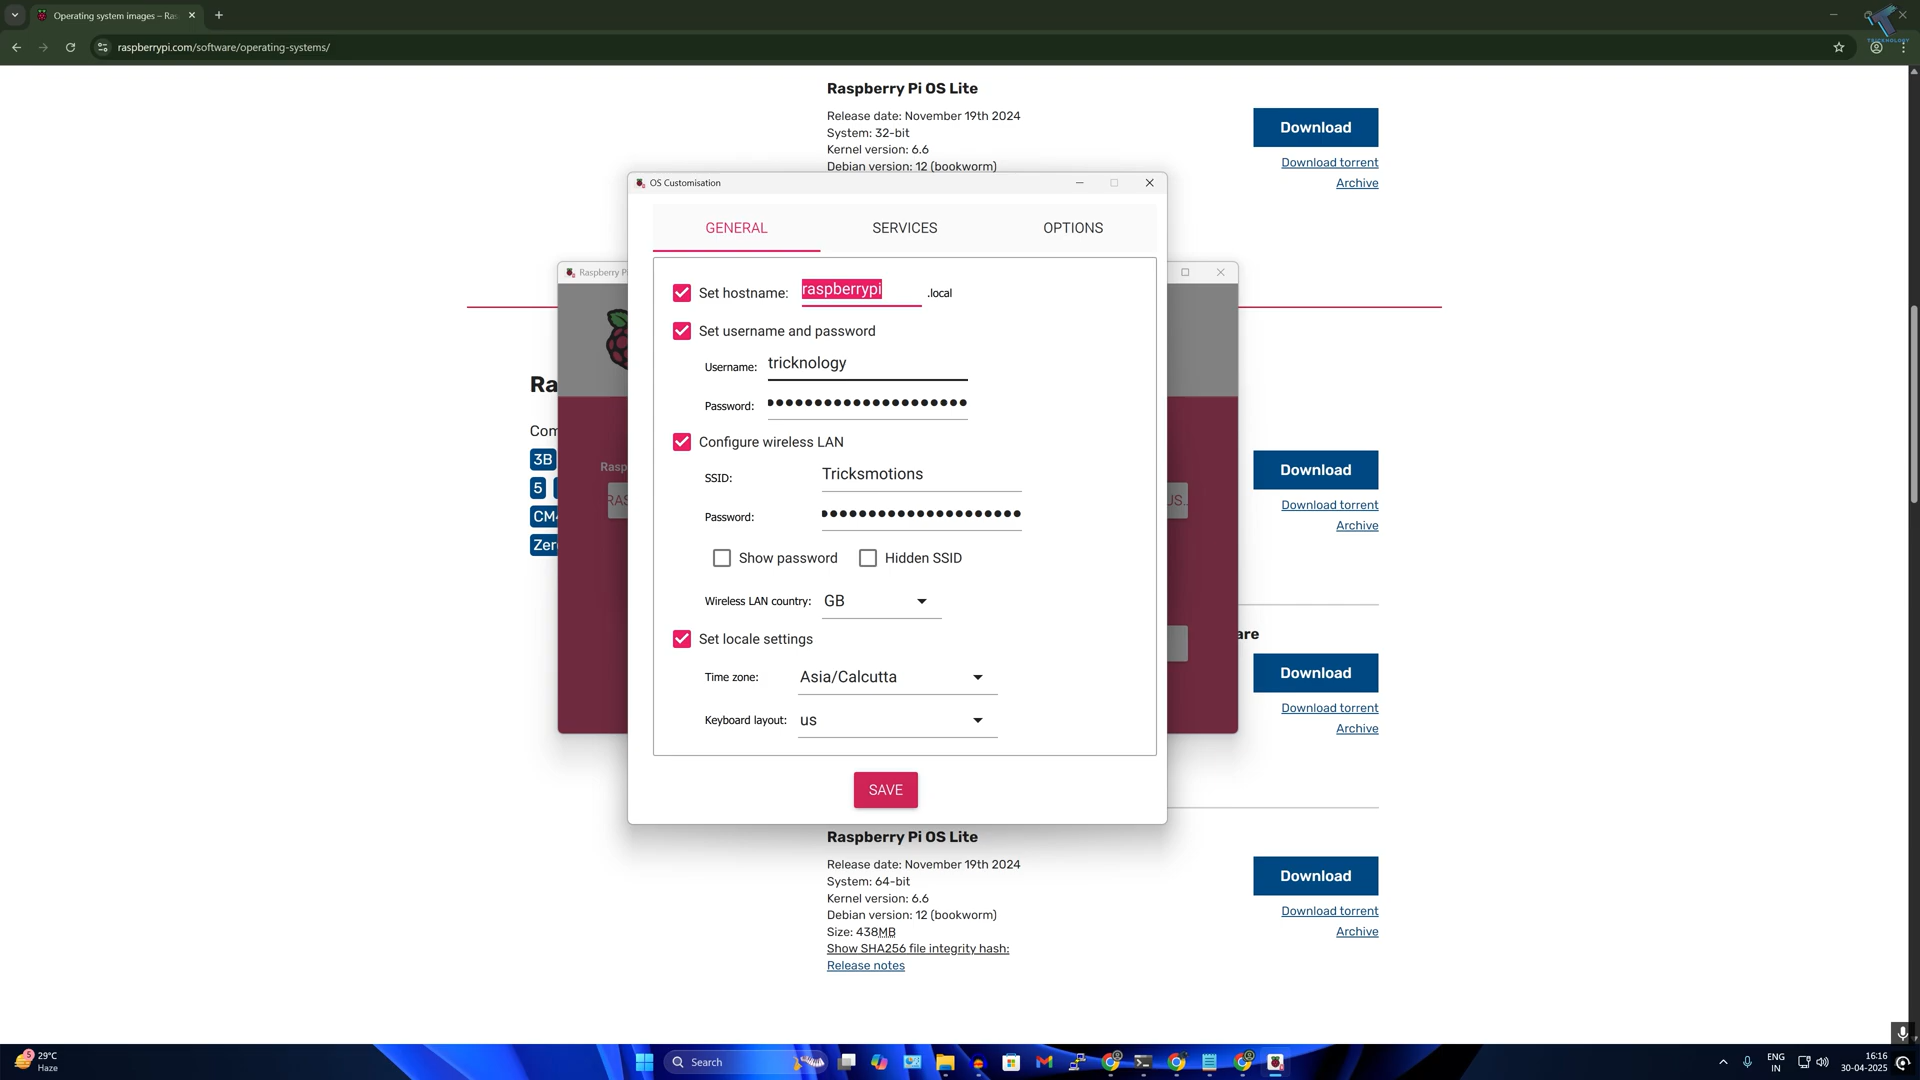 Operating system images – Ras
raspberrypi.com/software/operating-systems/
TRICKNOLOGY
Raspberry Pi OS Lite
Release date: November 19th 2024
System: 32-bit
Kernel version: 6.6
Debian version: 12 (bookworm)
Download
Download torrent
Archive
OS Customisation
GENERAL
SERVICES
OPTIONS
Set hostname: raspberrypi .local
Set username and password
Username: tricknology
Password: ••••••••••••••••••••
Configure wireless LAN
SSID: Tricksmotions
Password: ••••••••••••••••••••
Show password
Hidden SSID
Wireless LAN country: GB
Set locale settings
Time zone: Asia/Calcutta
Keyboard layout: us
SAVE
Raspberry P
Ra
Com
3B
5
CM4
Zer
Rasp
RAS
US..
Download
Download torrent
Archive
are
Download
Download torrent
Archive
Raspberry Pi OS Lite
Release date: November 19th 2024
System: 64-bit
Kernel version: 6.6
Debian version: 12 (bookworm)
Size: 438MB
Show SHA256 file integrity hash:
Release notes
Download
Download torrent
Archive
5
29°C
Haze
Search
ENG
IN
16:16
30-04-2025